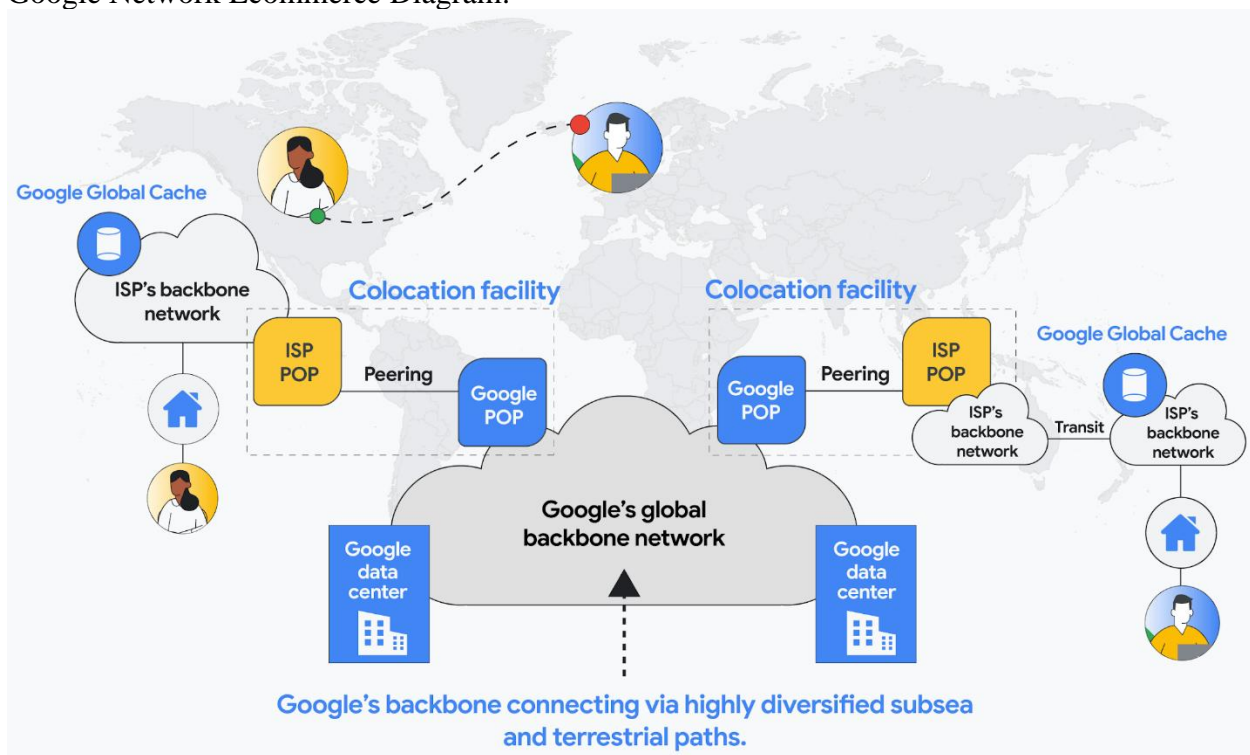 Google Network Ecommerce Diagram:
Google Global Cache
ISP's backbone
network
Colocation facility
ISP
POP
Peering
Google
POP
Colocation facility
Google
POP
Peering
ISP
POP
Google Global Cache
ISP's
backbone
network
Transit
ISP's
backbone
network
Google's global
backbone network
Google
data
center
Google
data
center
Google's backbone connecting via highly diversified subsea
and terrestrial paths.